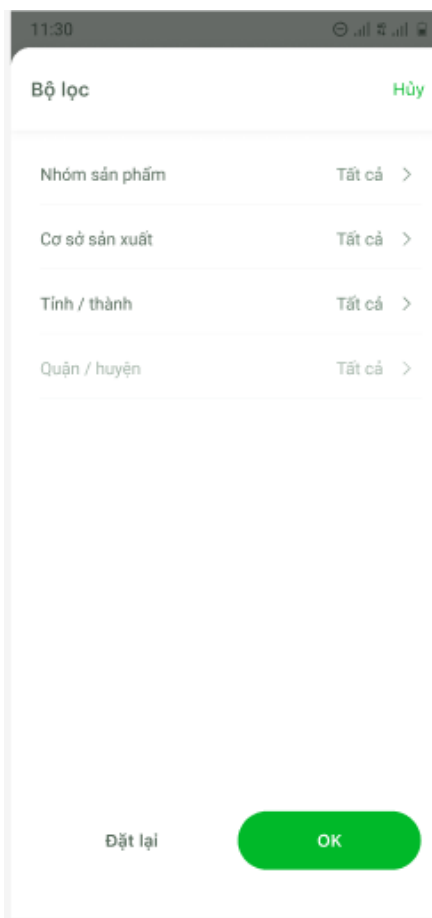 11:30
Bộ lọc Hủy
Nhóm sản phẩm Tất cả
Cơ sở sản xuất Tất cả
Tỉnh / thành Tất cả
Quận / huyện Tất cả
Đặt lại OK